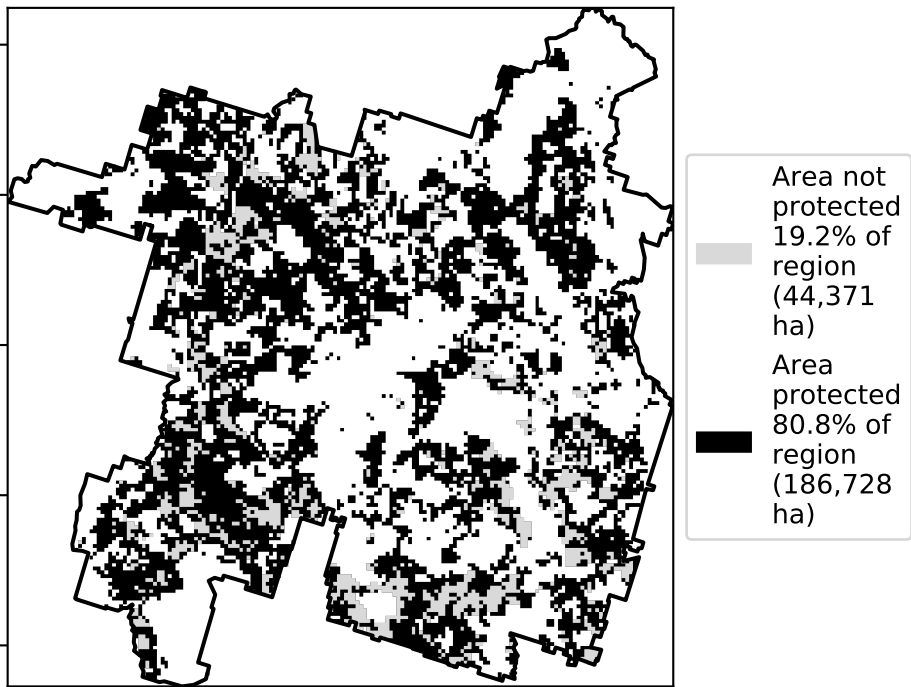 Area not
protected
19.2% of
region
(44,371
ha)
Area
protected
80.8% of
region
(186,728
ha)